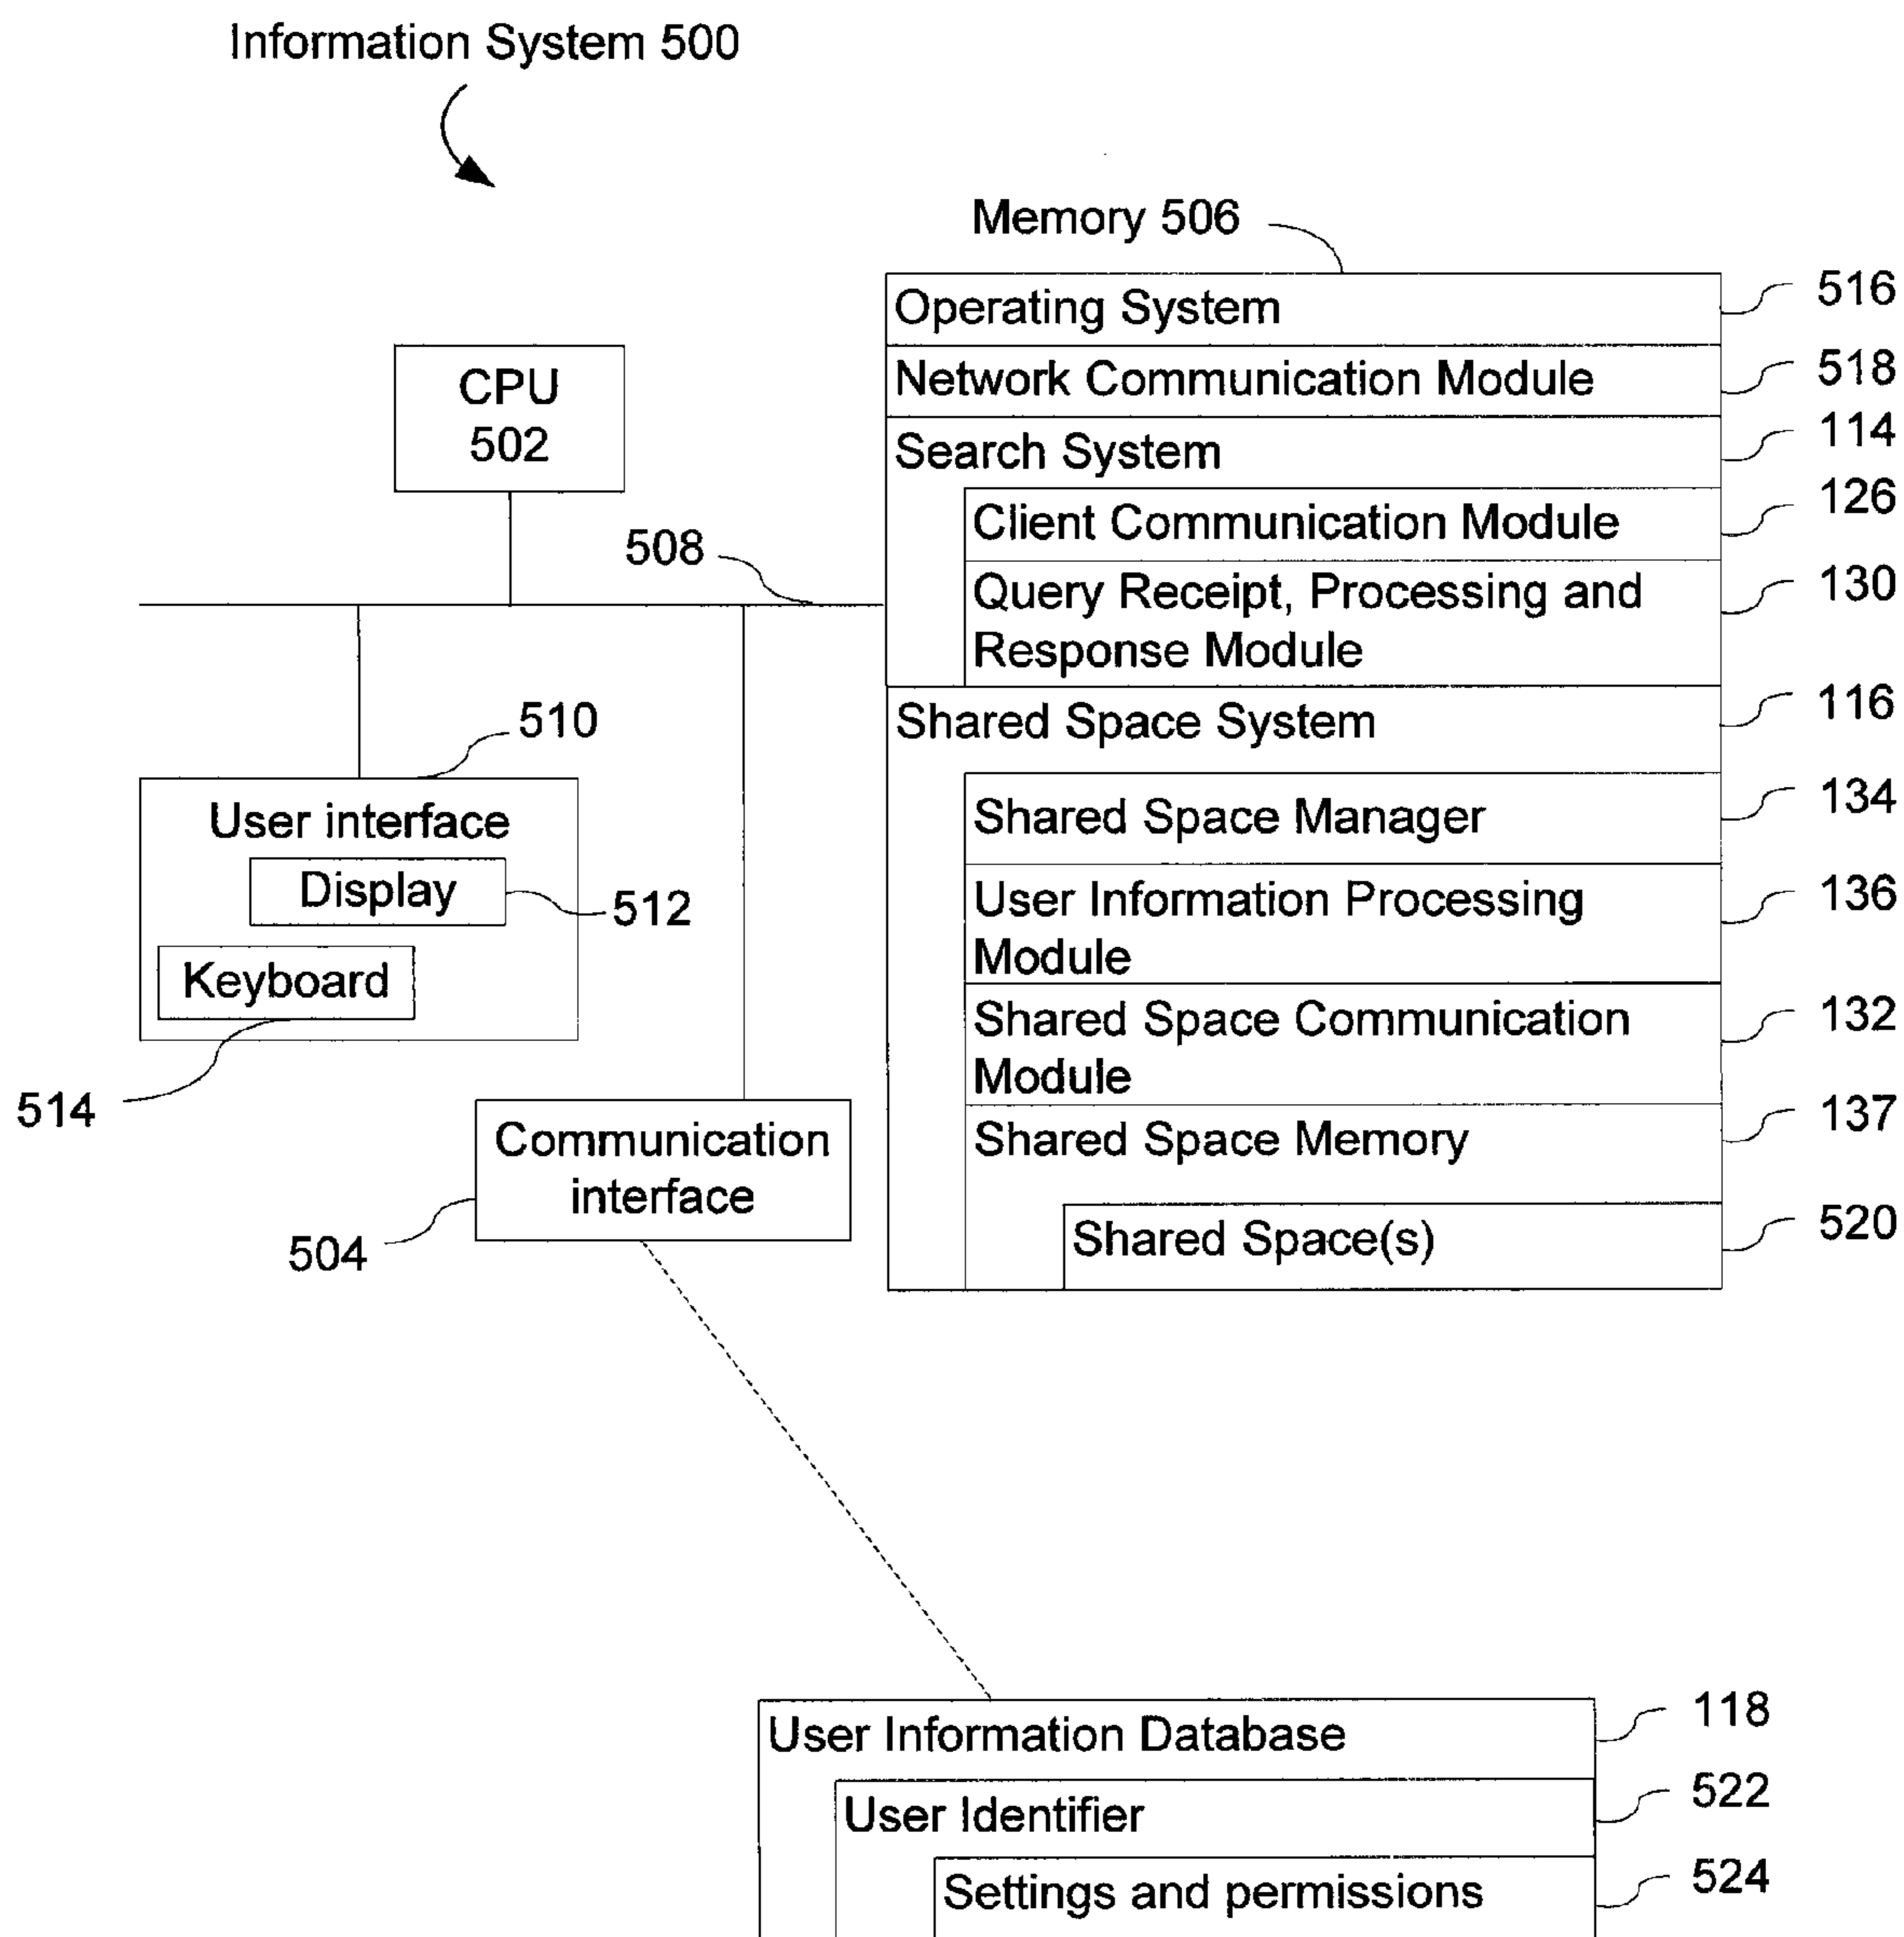 Information System 500
Memory 506
Operating System
516
Network Communication Module
518
Search System
114
Client Communication Module
126
Query Receipt, Processing and
Response Module
130
Shared Space System
116
Shared Space Manager
134
User Information Processing
Module
136
Shared Space Communication
Module
132
Shared Space Memory
137
Shared Space(s)
520
CPU
502
508
510
User interface
Display
512
Keyboard
514
Communication
interface
504
User Information Database
118
User Identifier
522
Settings and permissions
524